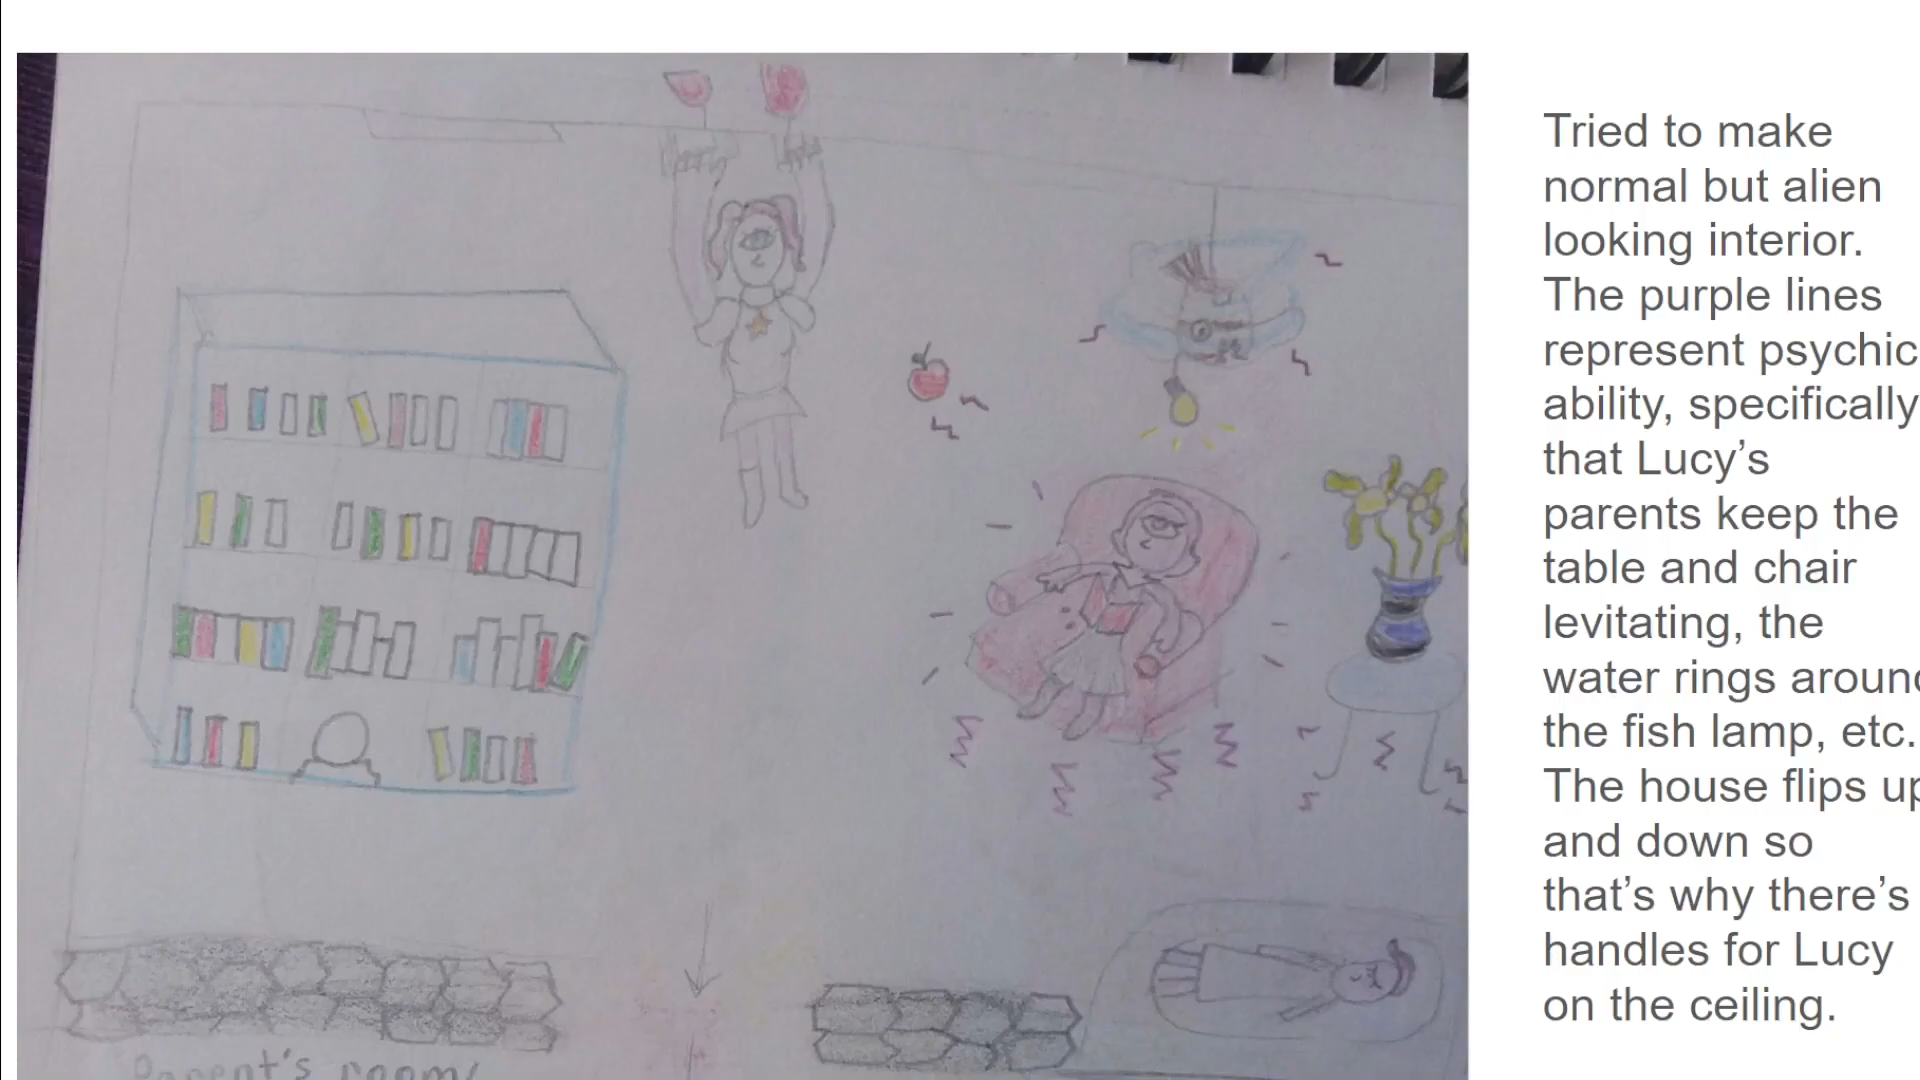 Tried to make
normal but alien
looking interior.
The purple lines
represent psychic
ability, specifically
that Lucy's
parents keep the
table and chair
levitating, the
water rings around
the fish lamp, etc.
The house flips up
and down so
that's why there's
handles for Lucy
on the ceiling.
Parent's room/